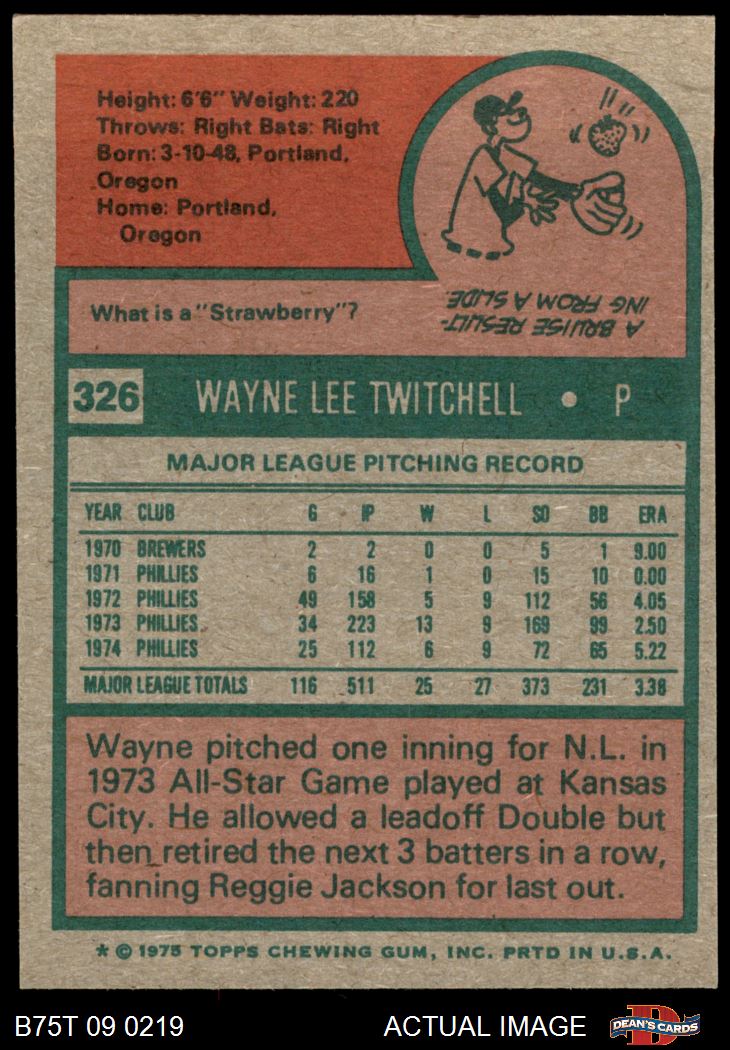 Height: 6'6" Weight: 220
Throws: Right Bats: Right
Born: 3-10-48, Portland,
Oregon
Home: Portland,
Oregon
What is a "Strawberry"?
A BRUISE RESULT-
ING FROM A SLIDE
326 WAYNE LEE TWITCHELL • P
MAJOR LEAGUE PITCHING RECORD
YEAR CLUB G IP W L SO BB ERA
1970 BREWERS 2 2 0 0 5 1 9.00
1971 PHILLIES 6 16 1 0 15 10 0.00
1972 PHILLIES 49 158 5 9 112 56 4.05
1973 PHILLIES 34 223 13 9 169 99 2.50
1974 PHILLIES 25 112 6 9 72 65 5.22
MAJOR LEAGUE TOTALS 116 511 25 27 373 231 3.38
Wayne pitched one inning for N.L. in
1973 All-Star Game played at Kansas
City. He allowed a leadoff Double but
then retired the next 3 batters in a row,
fanning Reggie Jackson for last out.
* © 1975 TOPPS CHEWING GUM, INC. PRTD IN U.S.A.
B75T 09 0219 ACTUAL IMAGE D DEAN'S CARDS